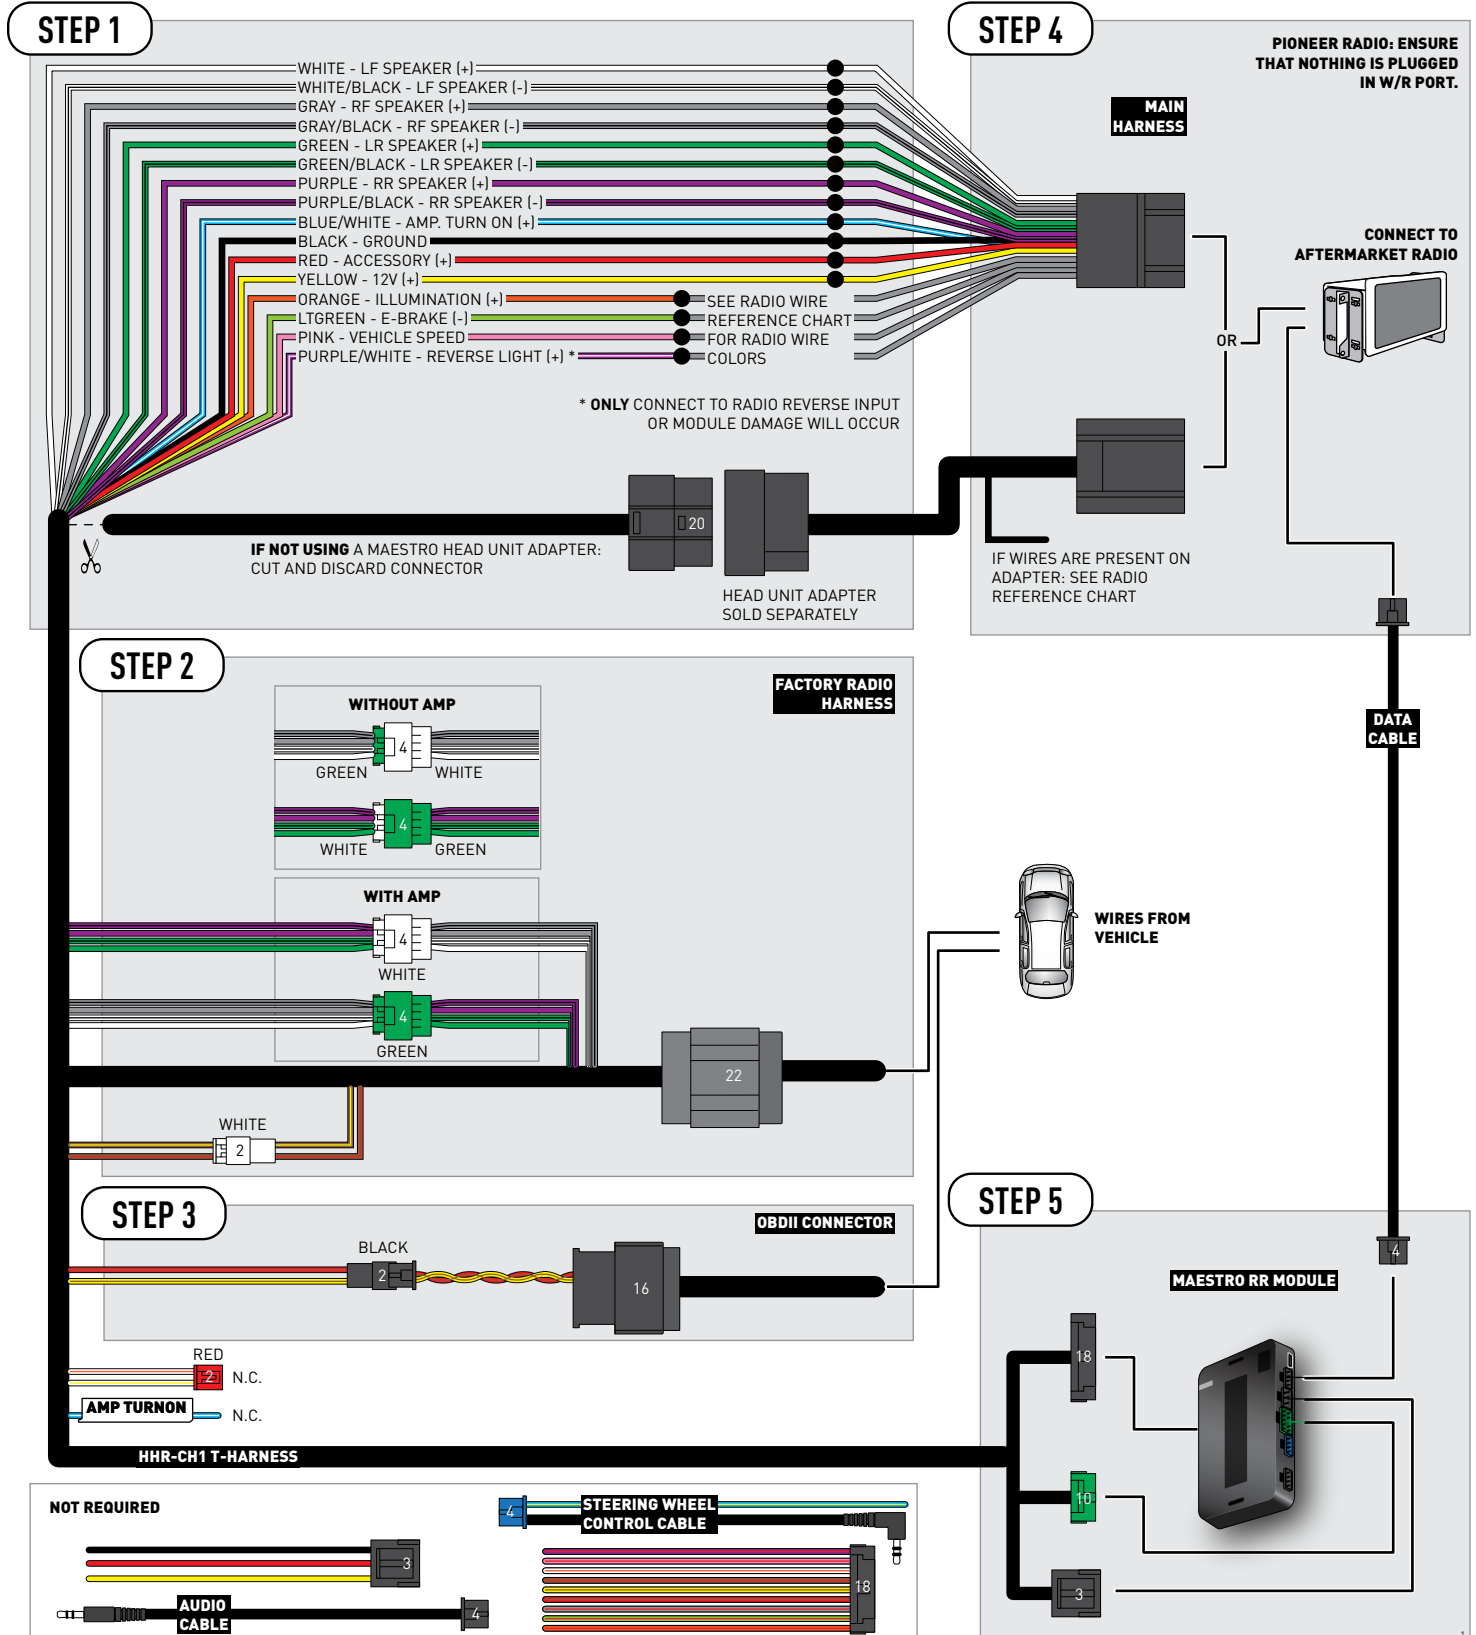 STEP 1
WHITE - LF SPEAKER (+)
WHITE/BLACK - LF SPEAKER (-)
GRAY - RF SPEAKER (+)
GRAY/BLACK - RF SPEAKER (-)
GREEN - LR SPEAKER (+)
GREEN/BLACK - LR SPEAKER (-)
PURPLE - RR SPEAKER (+)
PURPLE/BLACK - RR SPEAKER (-)
BLUE/WHITE - AMP. TURN ON (+)
BLACK - GROUND
RED - ACCESSORY (+)
YELLOW - 12V (+)
ORANGE - ILLUMINATION (+)
LTGREEN - E-BRAKE (-)
PINK - VEHICLE SPEED
PURPLE/WHITE - REVERSE LIGHT (+) *
SEE RADIO WIRE
REFERENCE CHART
FOR RADIO WIRE
COLORS
* ONLY CONNECT TO RADIO REVERSE INPUT
OR MODULE DAMAGE WILL OCCUR
20
IF NOT USING A MAESTRO HEAD UNIT ADAPTER:
CUT AND DISCARD CONNECTOR
HEAD UNIT ADAPTER
SOLD SEPARATELY
STEP 4
PIONEER RADIO: ENSURE
THAT NOTHING IS PLUGGED
IN W/R PORT.
MAIN
HARNESS
CONNECT TO
AFTERMARKET RADIO
OR
IF WIRES ARE PRESENT ON
ADAPTER: SEE RADIO
REFERENCE CHART
DATA
CABLE
STEP 2
FACTORY RADIO
HARNESS
WITHOUT AMP
4
GREEN
WHITE
4
WHITE
GREEN
WITH AMP
4
WHITE
4
GREEN
22
WHITE
2
WIRES FROM
VEHICLE
STEP 3
OBDII CONNECTOR
BLACK
2
16
RED
2
N.C.
AMP TURNON
N.C.
HHR-CH1 T-HARNESS
STEP 5
4
MAESTRO RR MODULE
18
10
3
NOT REQUIRED
3
AUDIO
CABLE
4
4
STEERING WHEEL
CONTROL CABLE
18